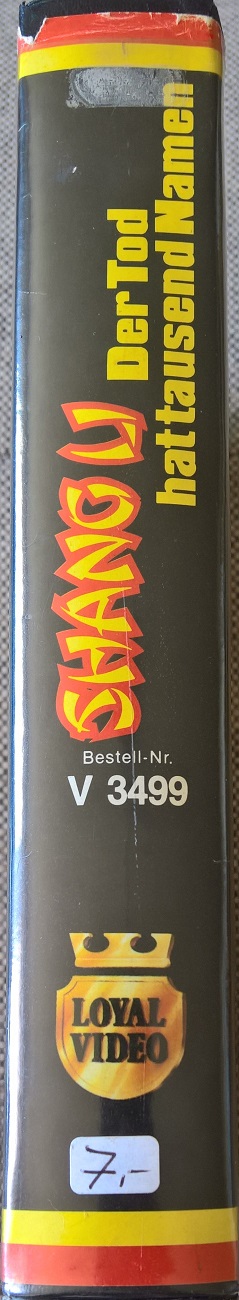 SHANG LI
Der Tod
hat tausend Namen
Bestell-Nr.
V 3499
LOYAL
VIDEO
7,-